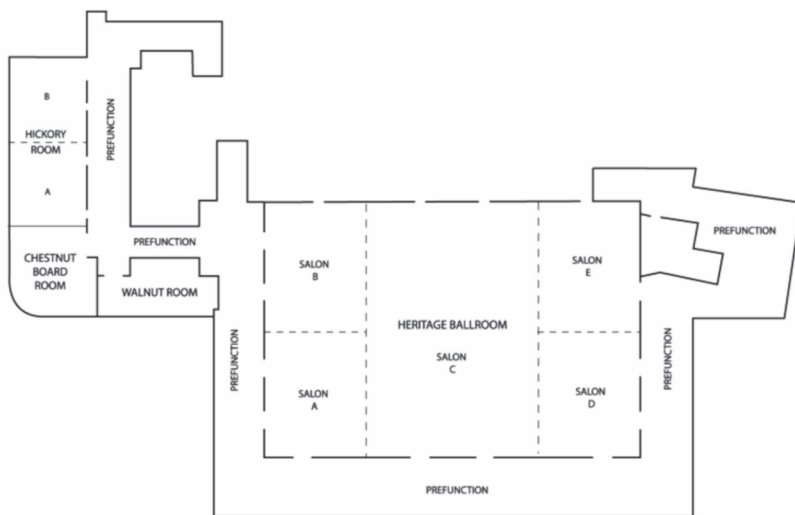 B
HICKORY
ROOM
A
PREFUNCTION
CHESTNUT
BOARD
ROOM
PREFUNCTION
WALNUT ROOM
PREFUNCTION
SALON
B
SALON
A
HERITAGE BALLROOM
SALON
C
SALON
E
SALON
D
PREFUNCTION
PREFUNCTION
PREFUNCTION